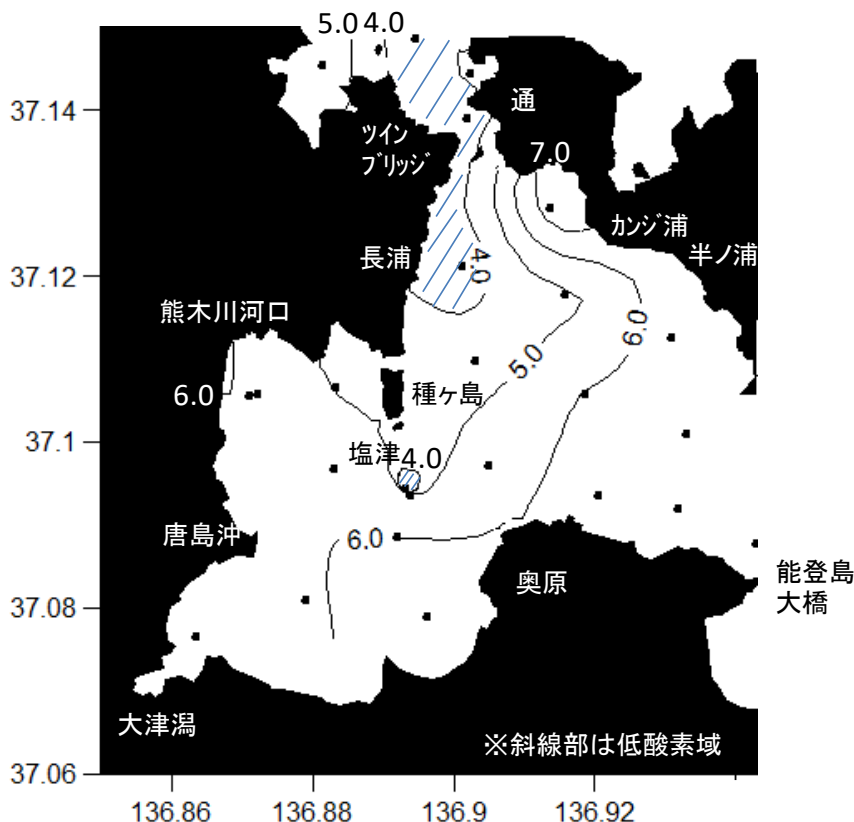 5.0 4.0
37.14
通
ツイン
ブリッジ
7.0
カンジ浦
半ノ浦
長浦
4.0
37.12
熊木川河口
6.0
5.0
6.0
種ヶ島
37.1
塩津
4.0
唐島沖
6.0
奥原
能登島
大橋
37.08
大津潟
※斜線部は低酸素域
37.06
136.86 136.88 136.9 136.92